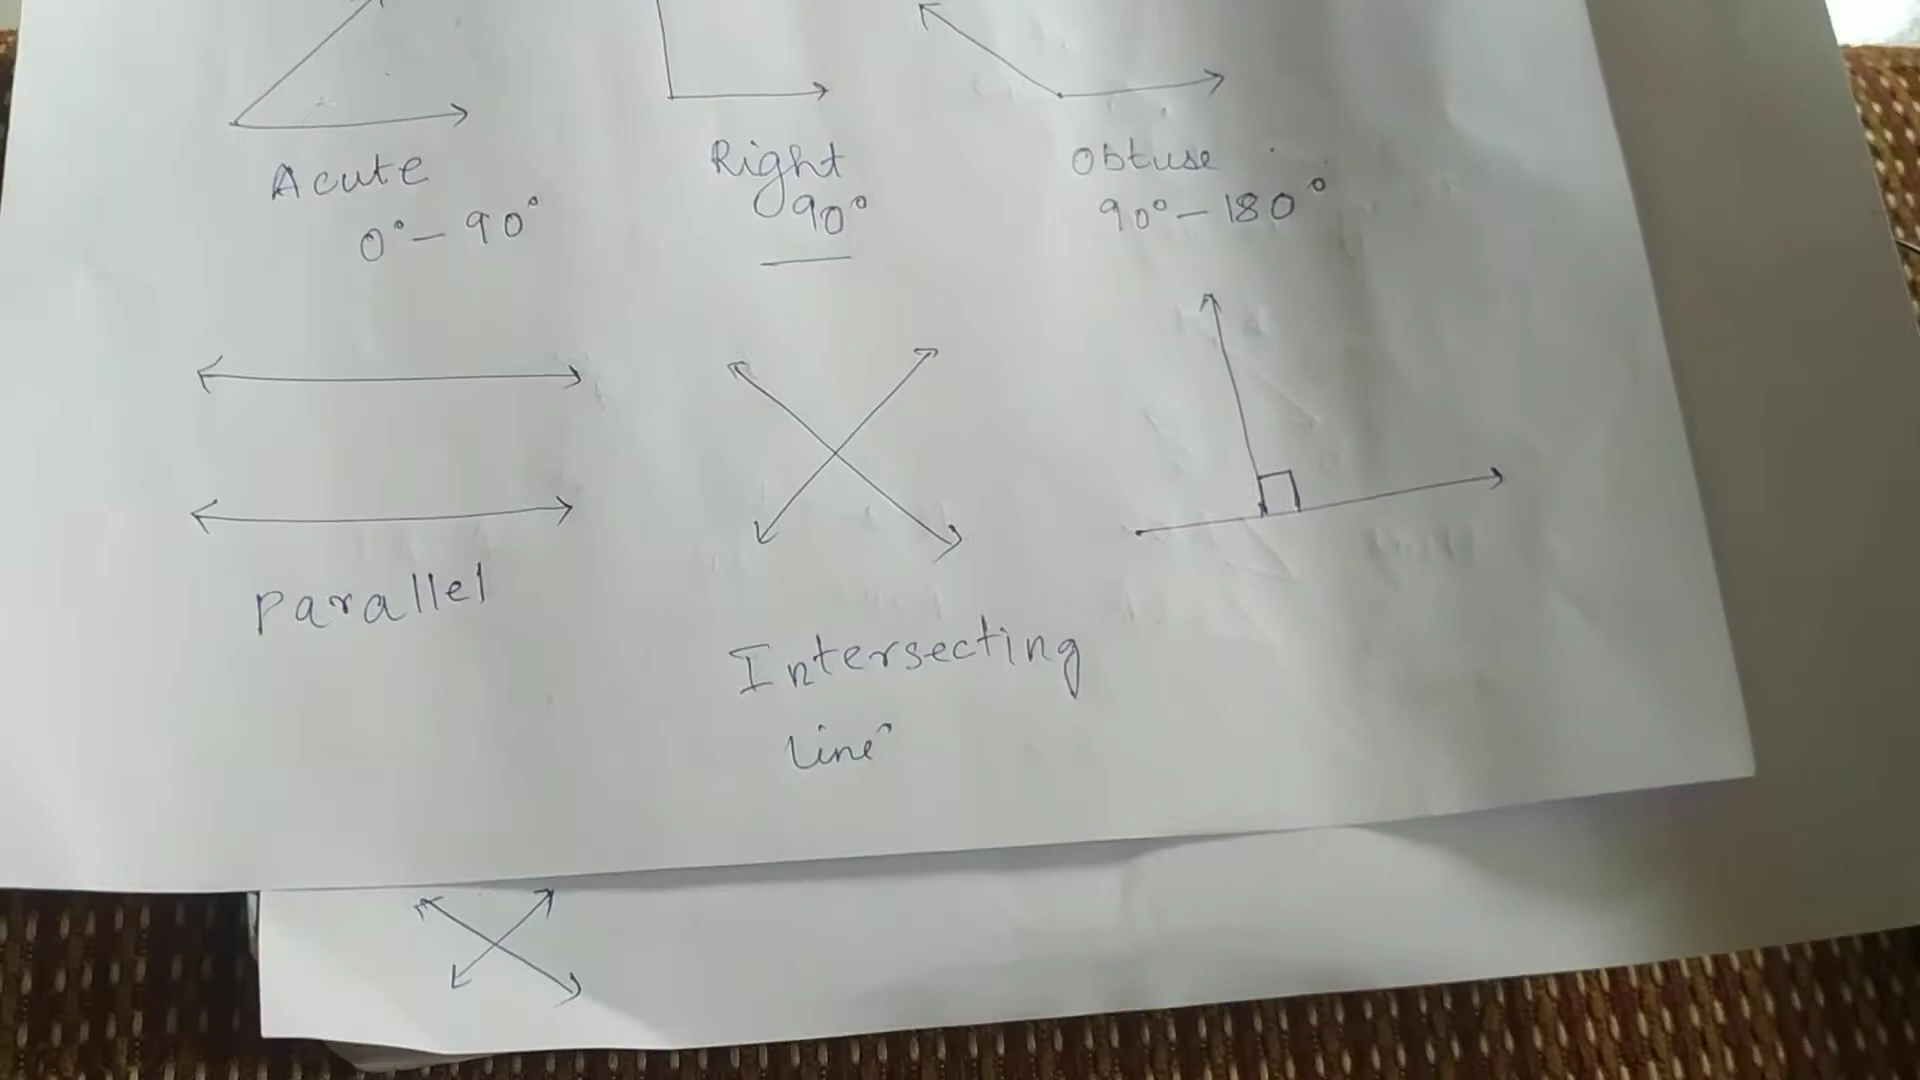 Acute
0° - 90°
Right
90°
Obtuse
90° - 180°
Parallel
Intersecting
line